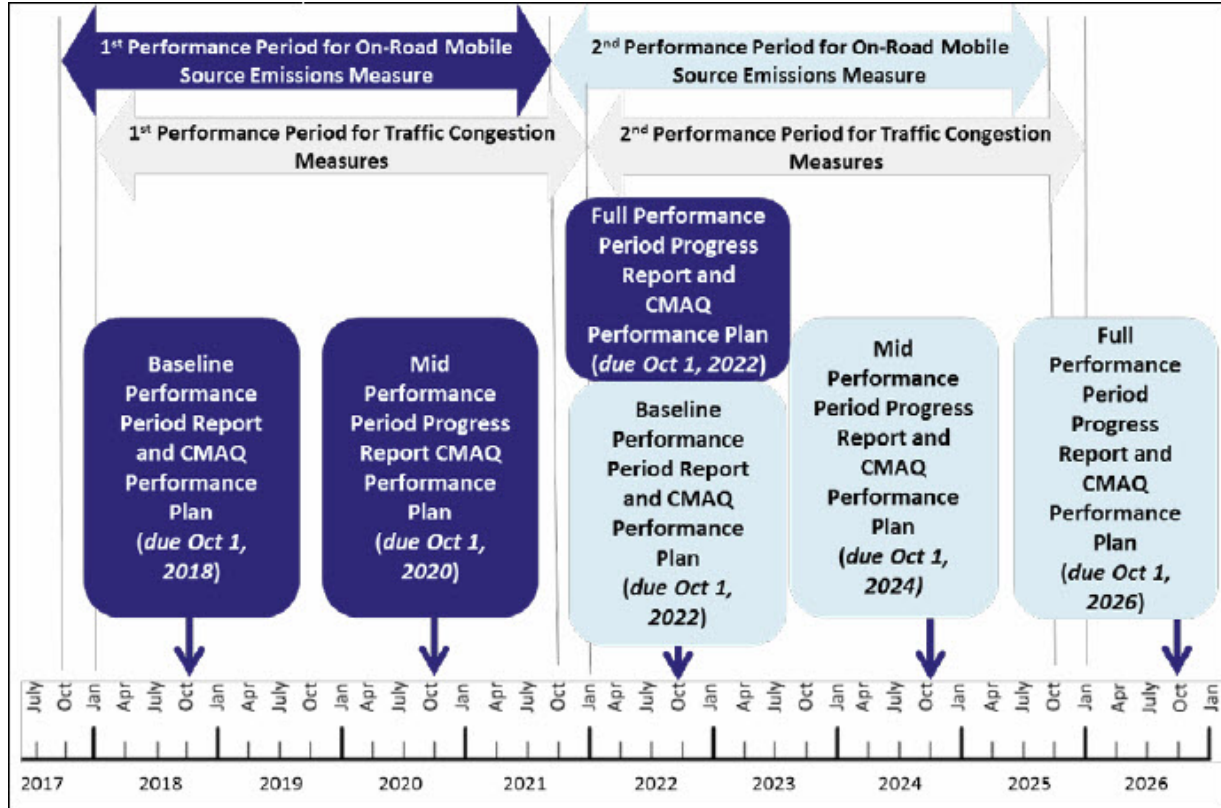 1st Performance Period for On-Road Mobile
Source Emissions Measure
2nd Performance Period for On-Road Mobile
Source Emissions Measure
1st Performance Period for Traffic Congestion
Measures
2nd Performance Period for Traffic Congestion
Measures
Full Performance
Period Progress
Report and
CMAQ
Performance Plan
(due Oct 1, 2022)
Baseline
Performance
Period Report
and CMAQ
Performance
Plan
(due Oct 1,
2018)
Mid
Performance
Period Progress
Report CMAQ
Performance
Plan
(due Oct 1,
2020)
Baseline
Performance
Period Report
and CMAQ
Performance
Plan
(due Oct 1,
2022)
Mid
Performance
Period Progress
Report and
CMAQ
Performance
Plan
(due Oct 1,
2024)
Full
Performance
Period
Progress
Report and
CMAQ
Performance
Plan
(due Oct 1,
2026)
July Oct Jan Apr July Oct Jan Apr July Oct Jan Apr July Oct Jan Apr July Oct Jan Apr July Oct Jan Apr July Oct Jan Apr July Oct Jan Apr July Oct Jan Apr July Oct Jan
2017 2018 2019 2020 2021 2022 2023 2024 2025 2026